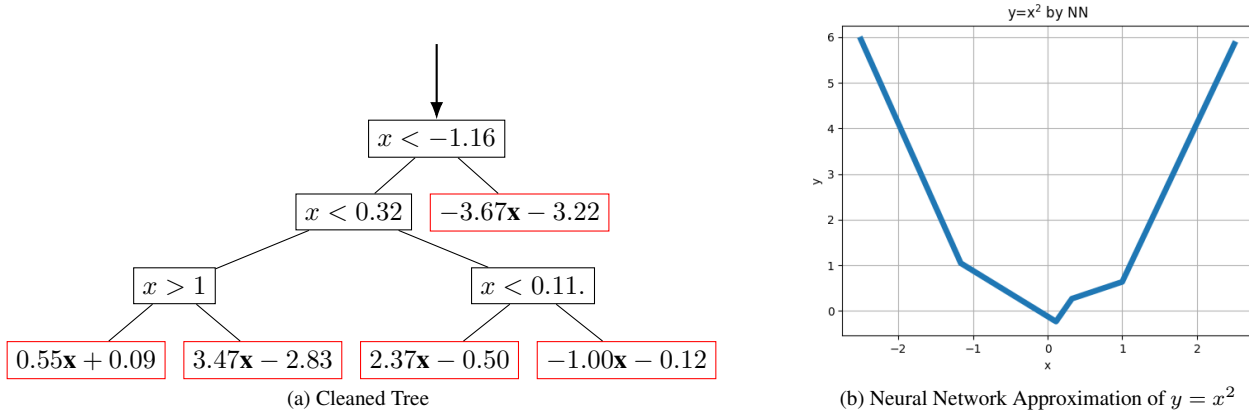 x < −1.16
x < 0.32
−3.67x − 3.22
x > 1
x < 0.11.
0.55x + 0.09
3.47x − 2.83
2.37x − 0.50
−1.00x − 0.12
(a) Cleaned Tree
y=x²by NN
6
5
4
3
2
1
0
y
−2
−1
0
1
2
x
(b) Neural Network Approximation of y = x²